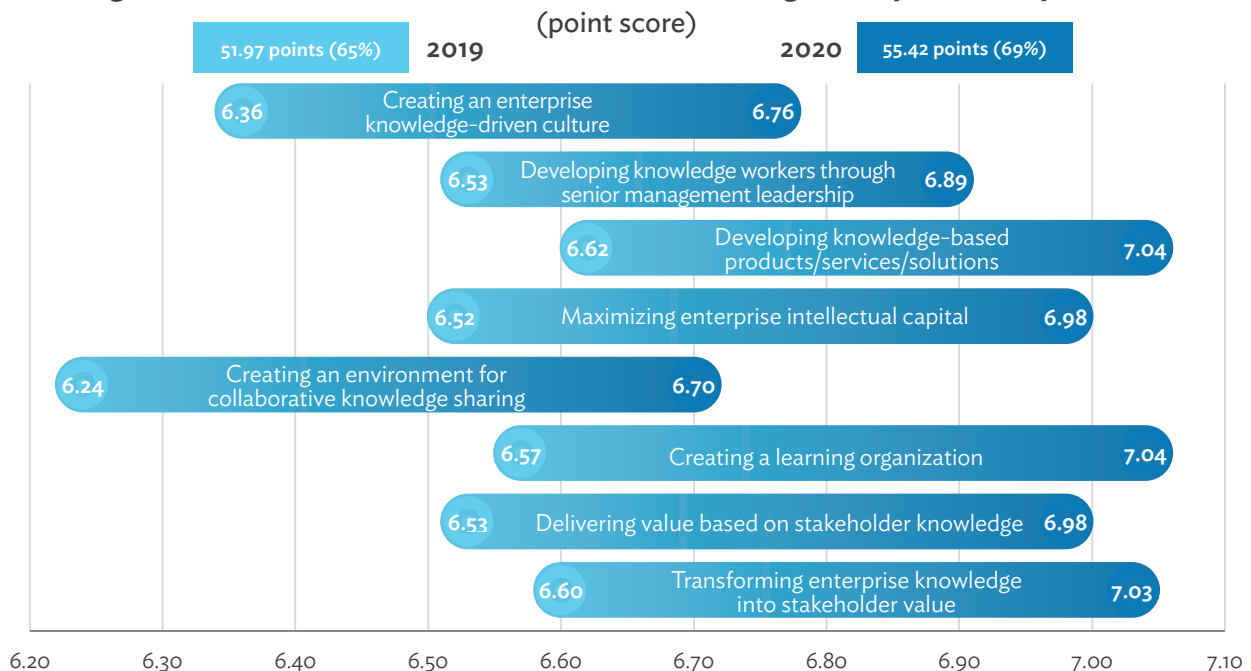 (point score)
51.97 points (65%) 2019 2020 55.42 points (69%)
6.36 Creating an enterprise 6.76
knowledge-driven culture
6.53 Developing knowledge workers through 6.89
senior management leadership
6.62 Developing knowledge-based 7.04
products/services/solutions
6.52 Maximizing enterprise intellectual capital 6.98
6.24 Creating an environment for 6.70
collaborative knowledge sharing
6.57 Creating a learning organization 7.04
6.53 Delivering value based on stakeholder knowledge 6.98
6.60 Transforming enterprise knowledge 7.03
into stakeholder value
6.20 6.30 6.40 6.50 6.60 6.70 6.80 6.90 7.00 7.10